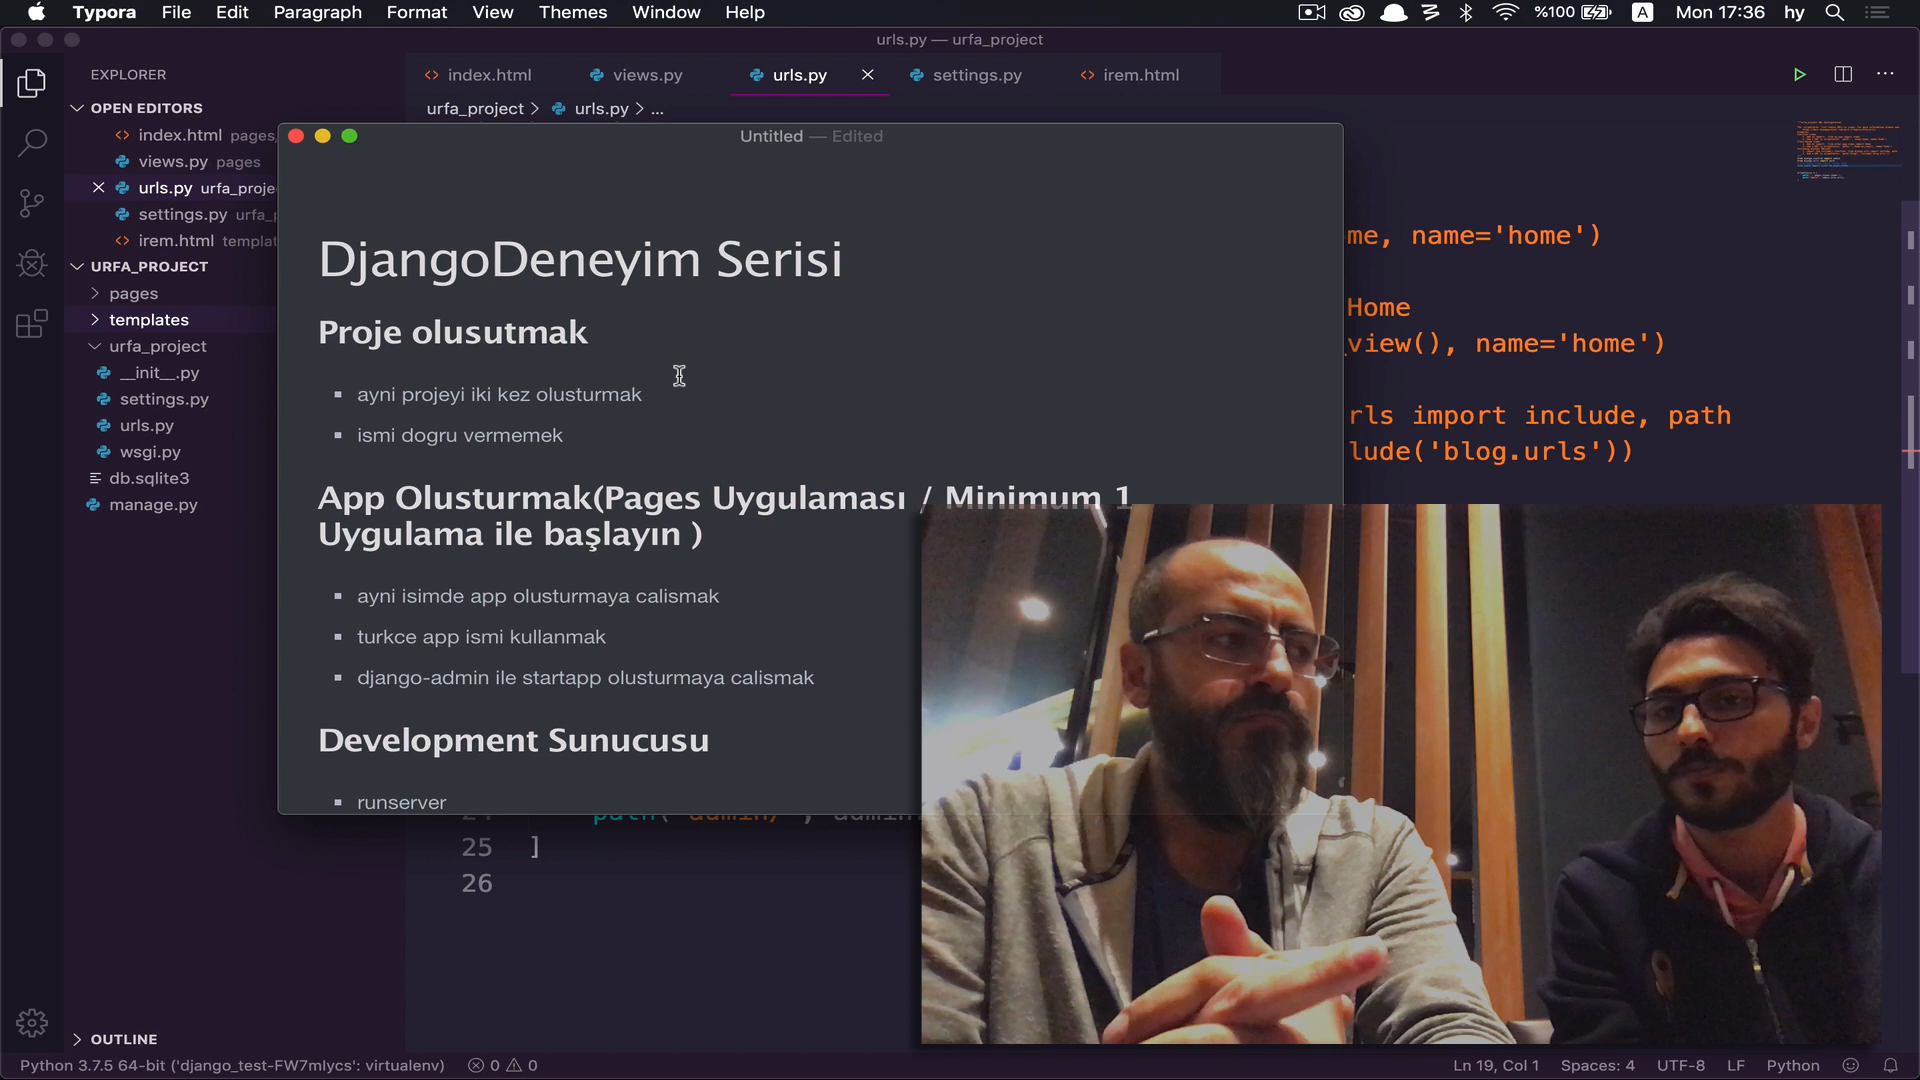 Typora File Edit Paragraph Format View Themes Window Help
%100 A Mon 17:36 hy
urls.py — urfa_project
EXPLORER
OPEN EDITORS
index.html pages
views.py pages
urls.py urfa_proje
settings.py urfa_
irem.html templat
URFA_PROJECT
pages
templates
urfa_project
__init__.py
settings.py
urls.py
wsgi.py
db.sqlite3
manage.py
OUTLINE
index.html views.py urls.py settings.py irem.html
urfa_project > urls.py > ...
Untitled — Edited
DjangoDeneyim Serisi
Proje olusutmak
ayni projeyi iki kez olusturmak
ismi dogru vermemek
App Olusturmak(Pages Uygulaması / Minimum 1
Uygulama ile başlayın )
ayni isimde app olusturmaya calismak
turkce app ismi kullanmak
django-admin ile startapp olusturmaya calismak
Development Sunucusu
runserver
me, name='home')
Home
view(), name='home')
rls import include, path
lude('blog.urls'))
25 ]
26
Python 3.7.5 64-bit ('django_test-FW7mlycs': virtualenv) 0 0
Ln 19, Col 1 Spaces: 4 UTF-8 LF Python